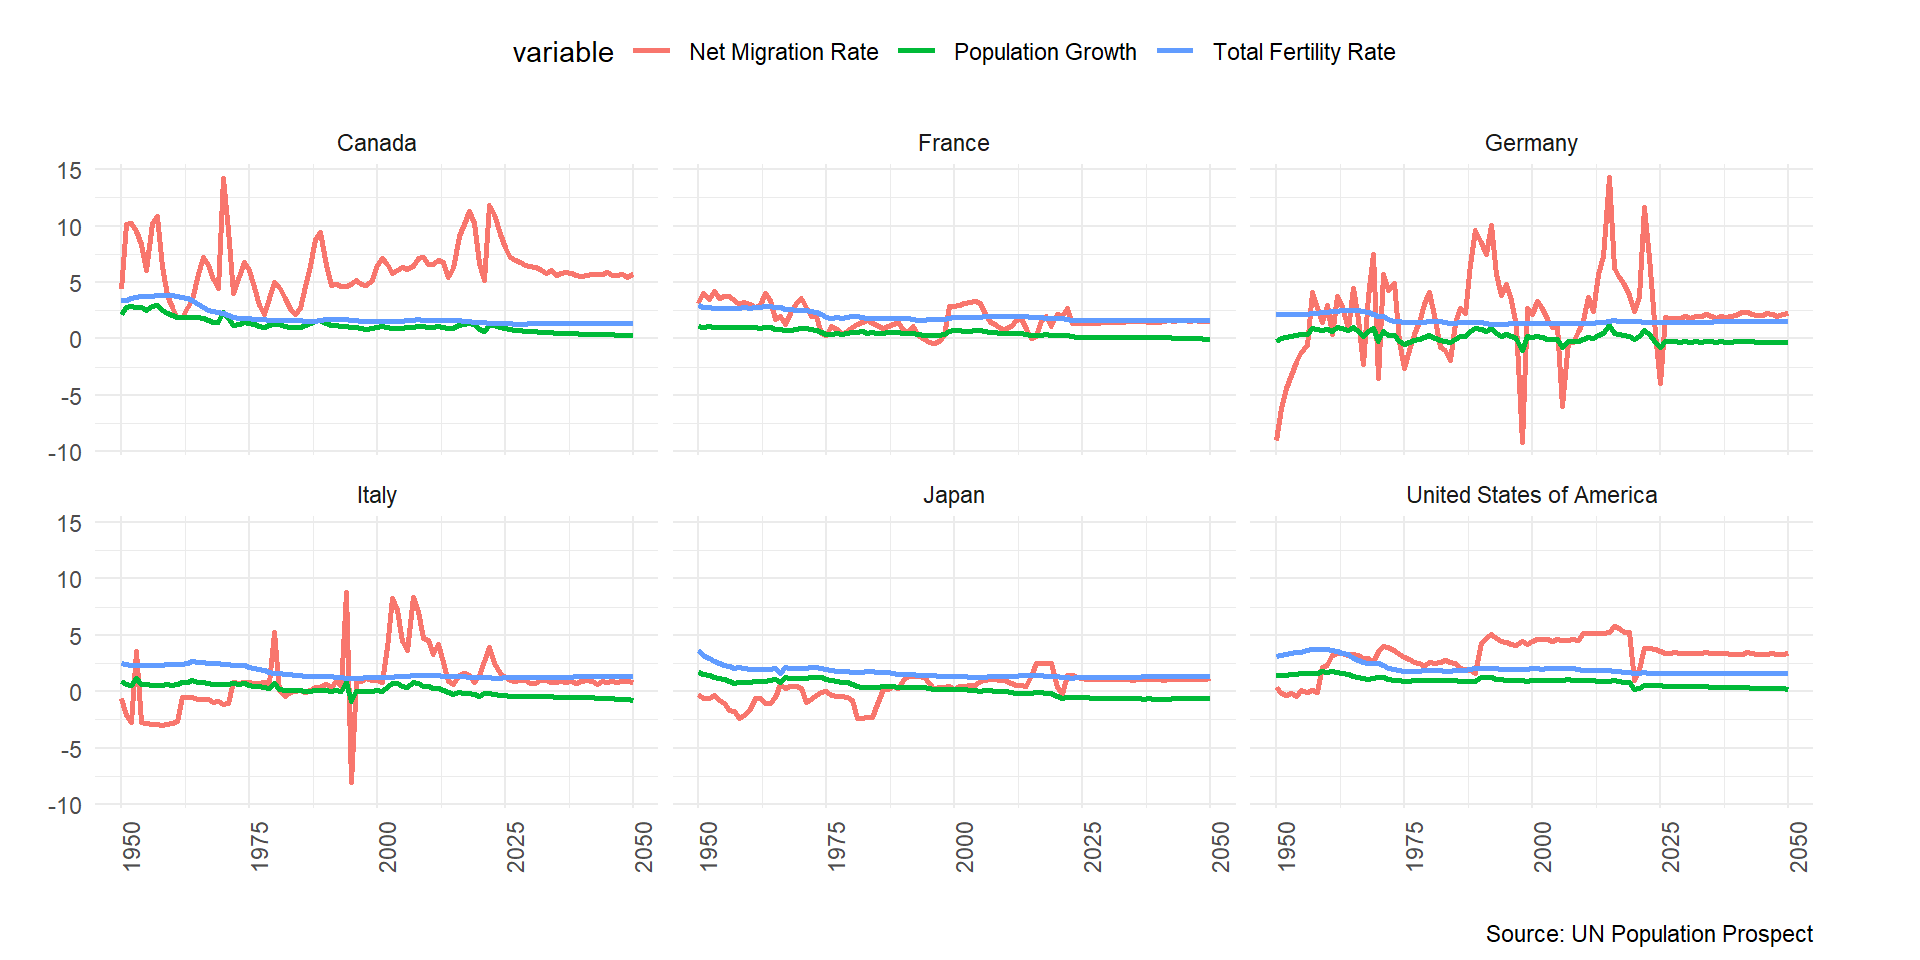 variable Net Migration Rate Population Growth Total Fertility Rate
Canada France Germany
15
10
5
0
-5
-10
Italy Japan United States of America
15
10
5
0
-5
-10
1950 1975 2000 2025 2050 1950 1975 2000 2025 2050 1950 1975 2000 2025 2050
Source: UN Population Prospect